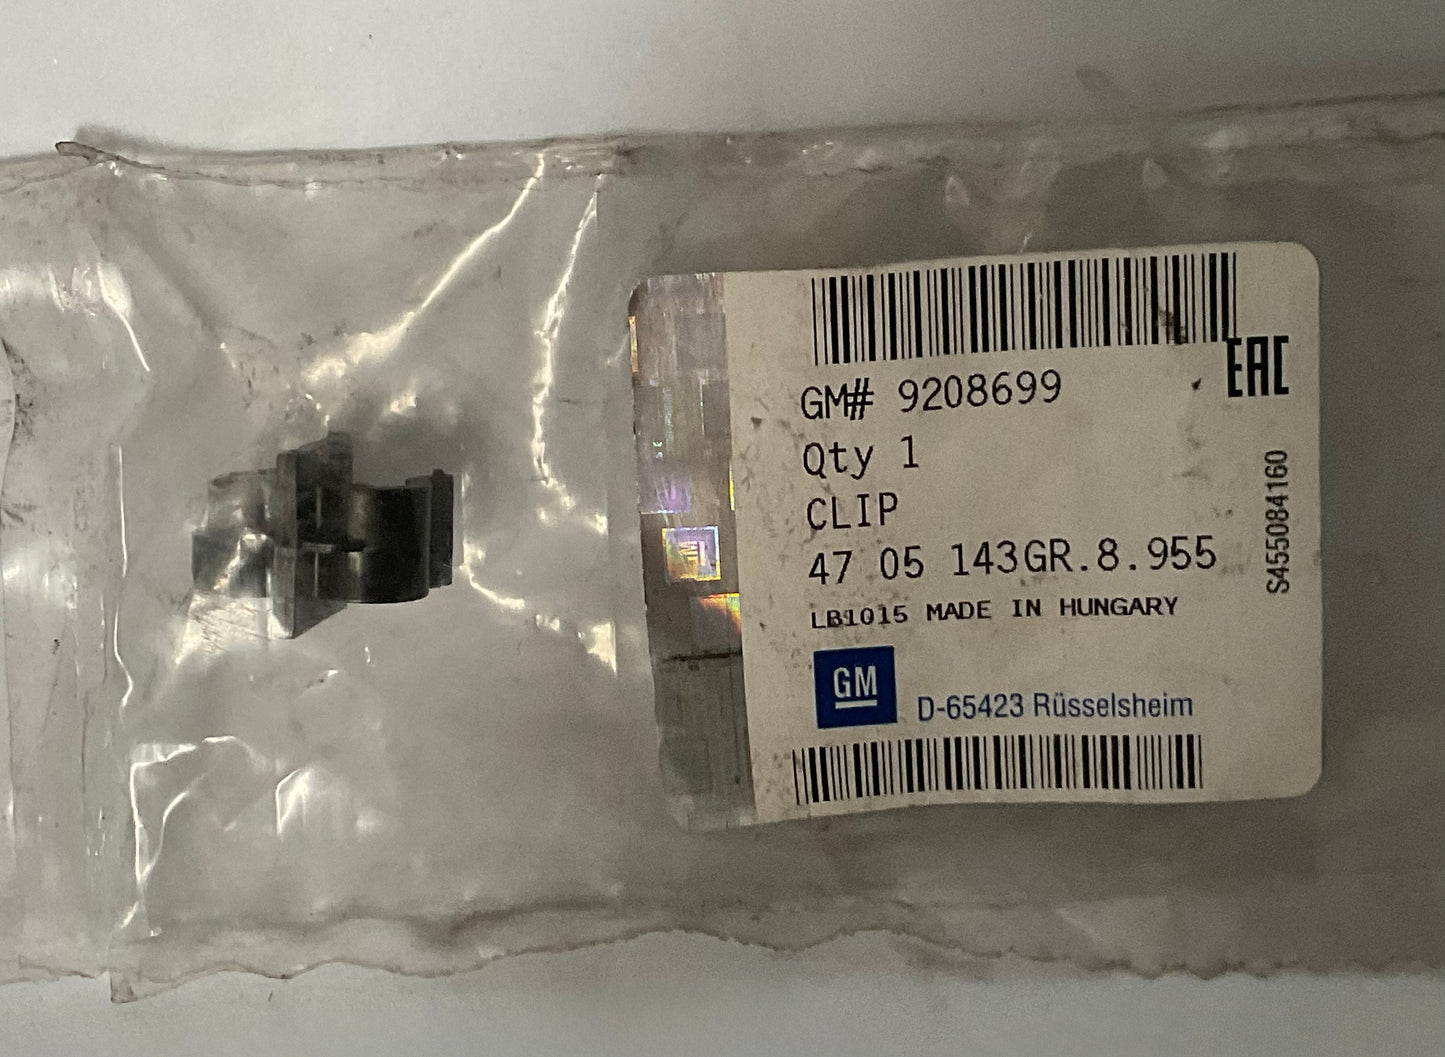 GM# 9208699
EAC
Qty 1
CLIP
47 05 143GR.8.955
LB1015 MADE IN HUNGARY
GM
D-65423 Rüsselsheim
S455084160